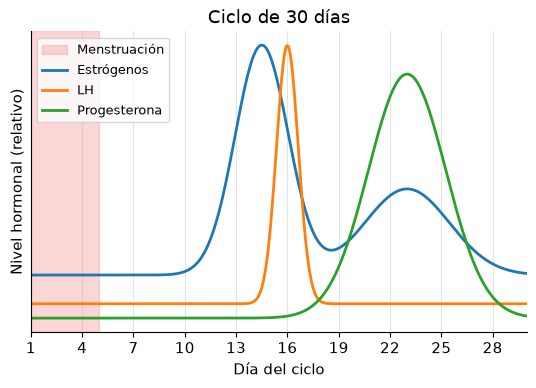 Ciclo de 30 días
Menstruación
Estrógenos
LH
Progesterona
Nivel hormonal (relativo)
1 4 7 10 13 16 19 22 25 28
Día del ciclo